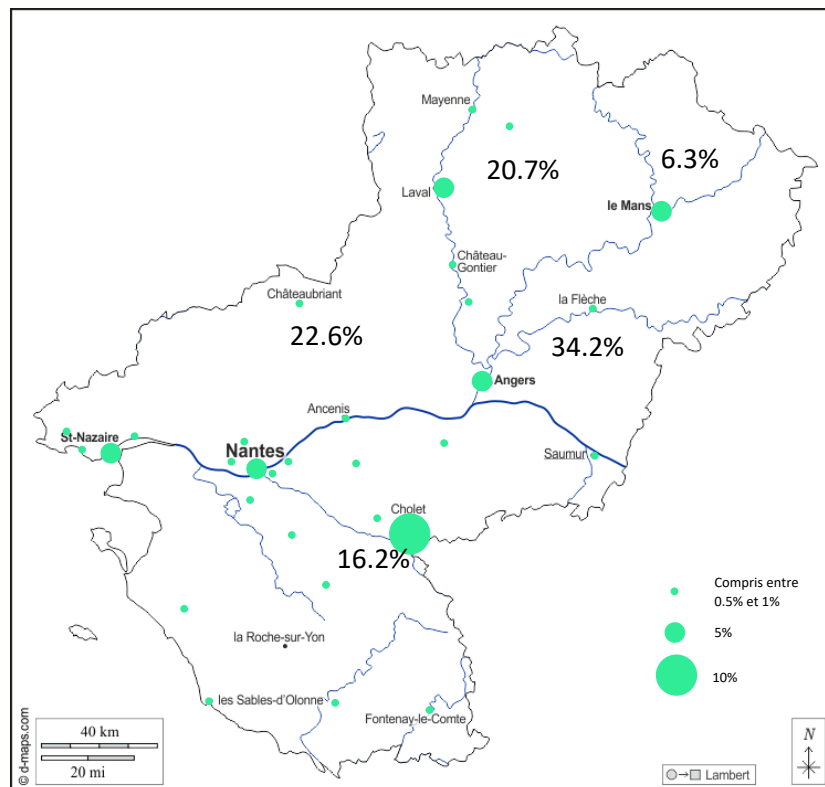 Mayenne
6.3%
20.7%
Laval
le Mans
Château-
Gontier
Châteaubriant
la Flèche
22.6%
34.2%
Angers
Ancenis
St-Nazaire
Nantes
Saumur
Cholet
16.2%
Compris entre
0.5% et 1%
la Roche-sur-Yon
5%
10%
les Sables-d'Olonne
Fontenay-le-Comte
40 km
20 mi
N
Lambert
© d-maps.com